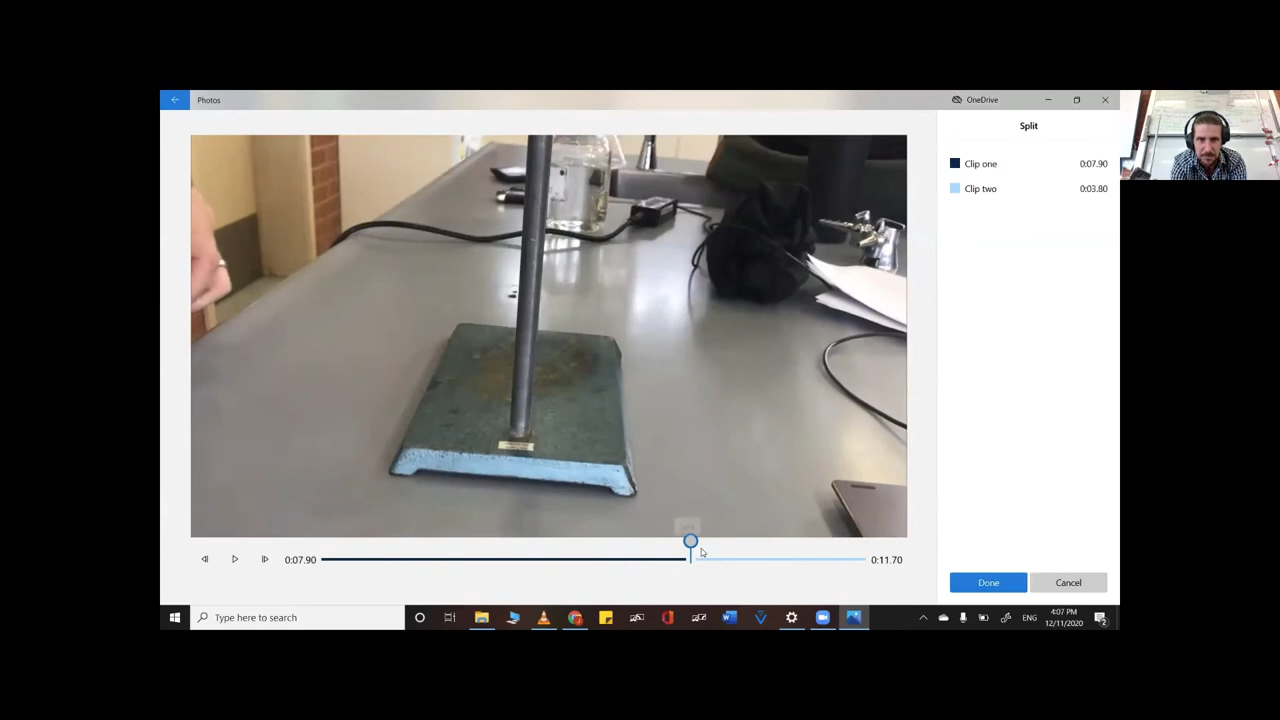 Photos
OneDrive
Split
Clip one 0:07.90
Clip two 0:03.80
0:07.90
0:11.70
Done
Cancel
Type here to search
ENG
4:07 PM
12/11/2020
2